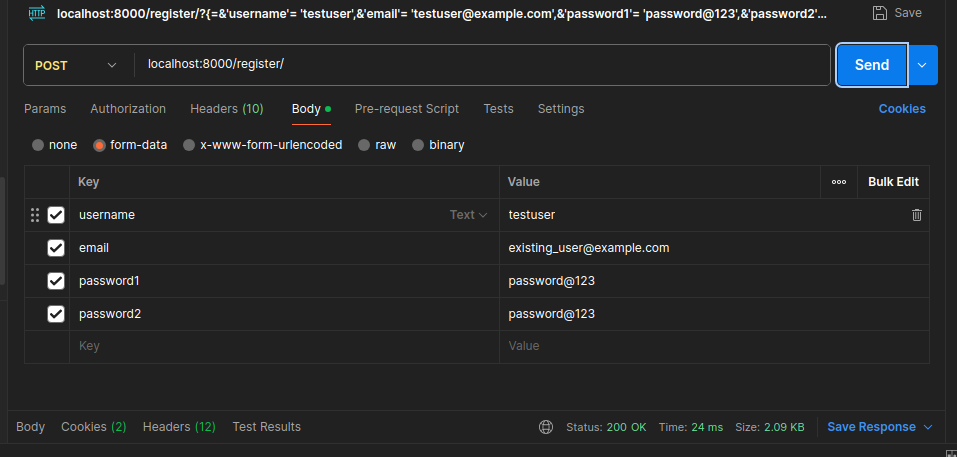 HTTP localhost:8000/register/?{=&'username'= 'testuser',&'email'= 'testuser@example.com',&'password1'= 'password@123',&'password2'... Save
POST localhost:8000/register/ Send
Params Authorization Headers (10) Body Pre-request Script Tests Settings Cookies
none form-data x-www-form-urlencoded raw binary
Key Value Bulk Edit
username Text testuser
email existing_user@example.com
password1 password@123
password2 password@123
Key Value
Body Cookies (2) Headers (12) Test Results Status: 200 OK Time: 24 ms Size: 2.09 KB Save Response